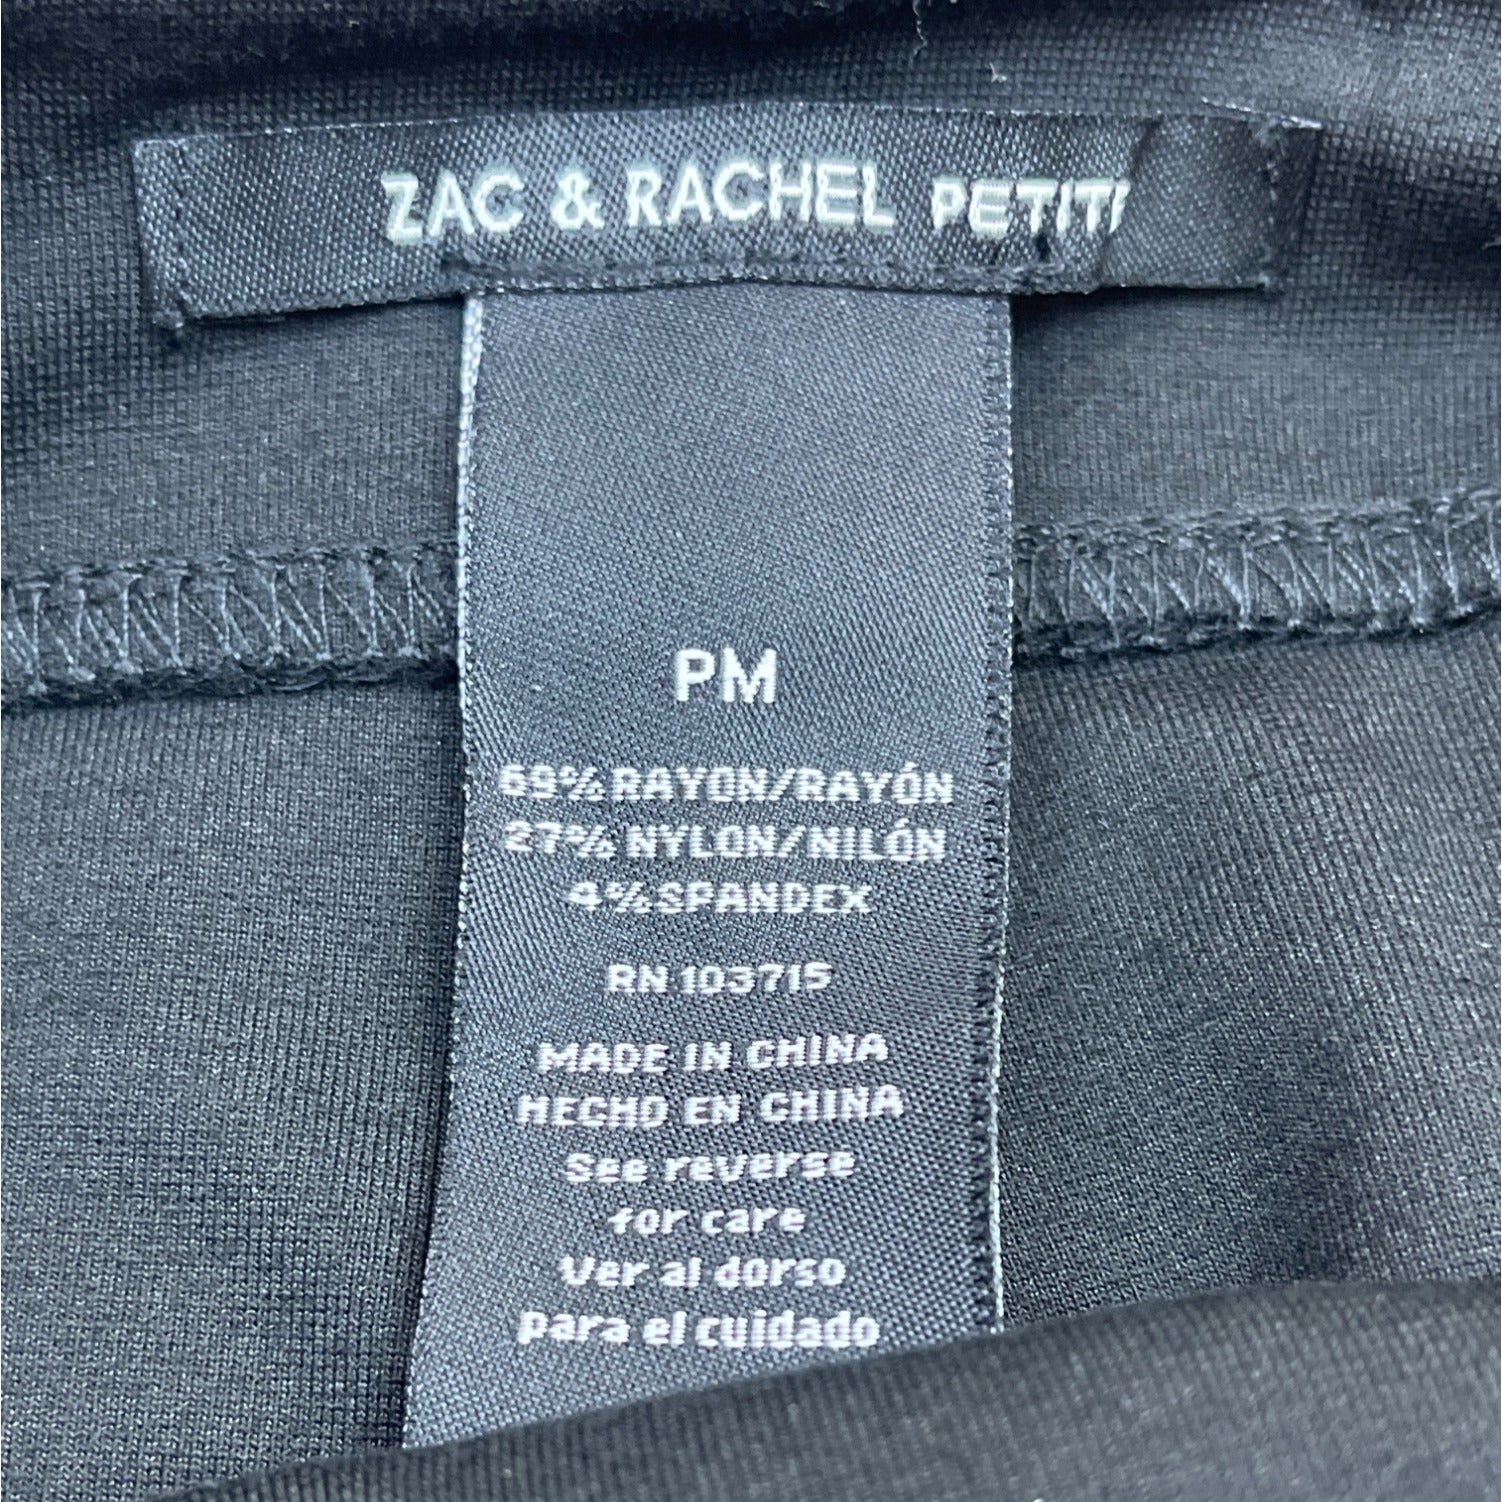 ZAC & RACHEL PETITE
PM
69% RAYON/RAYÓN
27% NYLON/NILÓN
4% SPANDEX
RN 103715
MADE IN CHINA
HECHO EN CHINA
See reverse
for care
Ver al dorso
para el cuidado